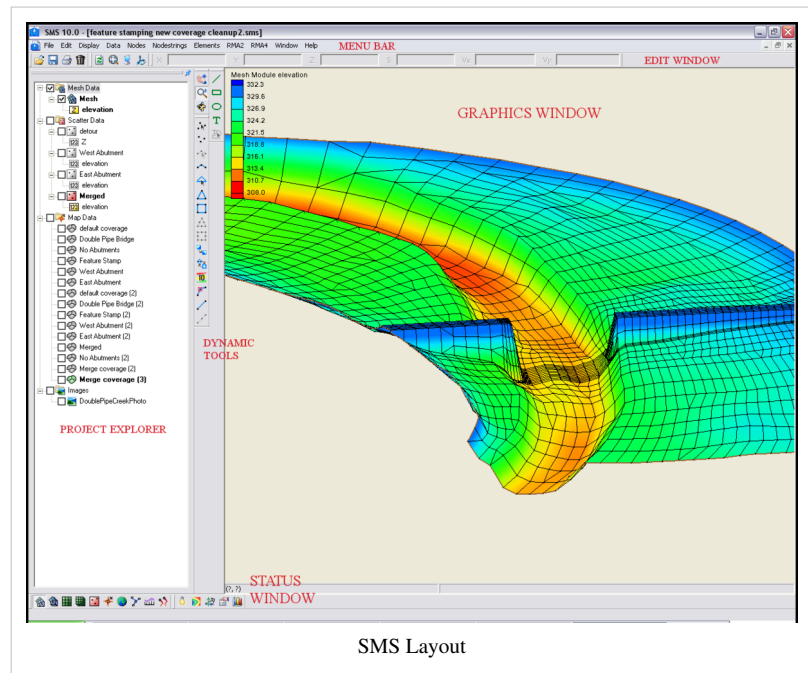 SMS 10.0 - [feature stamping new coverage cleanup2.sms]
File Edit Display Data Nodes Nodestrings Elements RMA2 RMA4 Window Help
MENU BAR
X Y Z S Vx Vy
EDIT WINDOW
Mesh Data
Mesh
elevation
Scatter Data
detour
Z
West Abutment
elevation
East Abutment
elevation
Merged
elevation
Map Data
default coverage
Double Pipe Bridge
No Abutments
Feature Stamp
West Abutment
East Abutment
default coverage (2)
Double Pipe Bridge (2)
Feature Stamp (2)
West Abutment (2)
East Abutment (2)
Merged
No Abutments (2)
Merge coverage (2)
Merge coverage (3)
Images
DoublePipeCreekPhoto
PROJECT EXPLORER
DYNAMIC
TOOLS
Mesh Module elevation
332.3
329.6
326.9
324.2
321.5
318.8
316.1
313.4
310.7
308.0
GRAPHICS WINDOW
(?, ?)
STATUS
WINDOW
SMS Layout